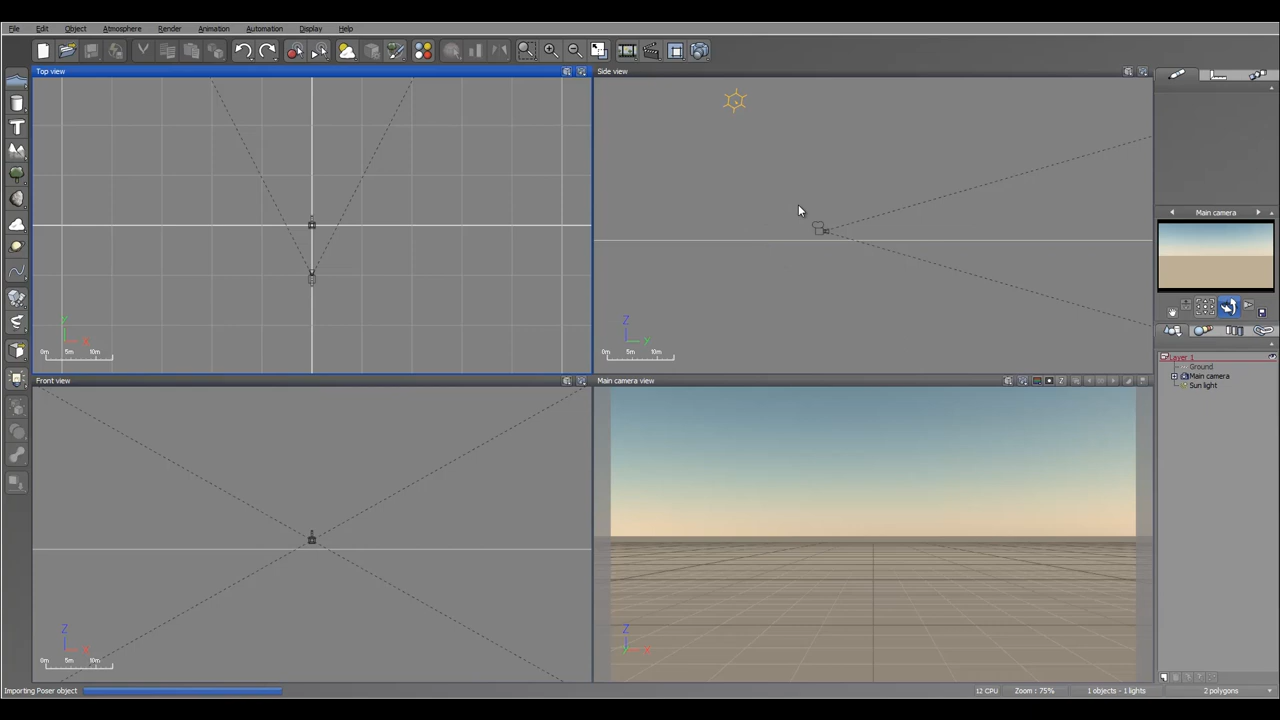 File Edit Object Atmosphere Render Animation Automation Display Help
Top view
Side view
Main camera
Y
X
0m 5m 10m
Z
Y
0m 5m 10m
Layer 1
Ground
Main camera
Sun light
Front view
Main camera view
Z
Z
X
0m 5m 10m
Z
X
Importing Poser object
12 CPU Zoom : 75% 1 objects - 1 lights 2 polygons